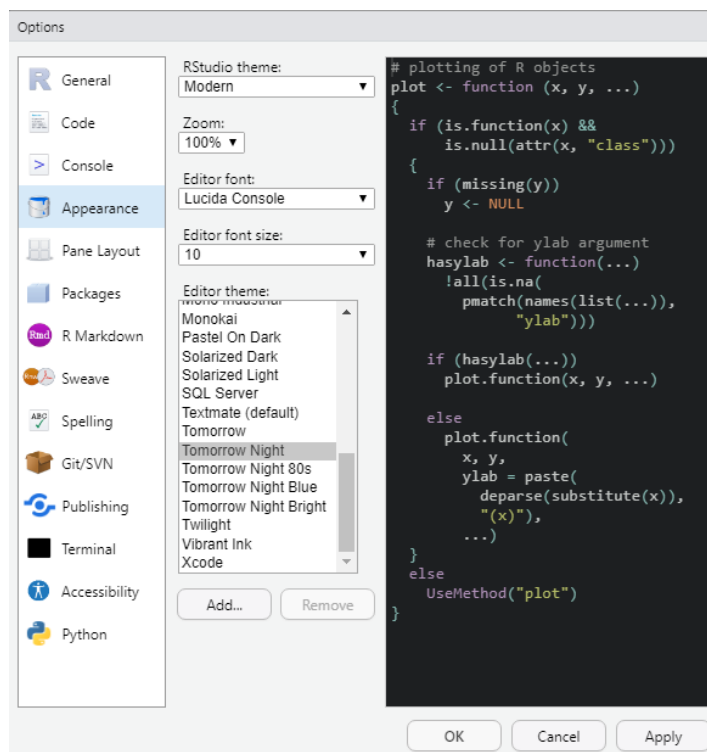 Options
General
Code
Console
Appearance
Pane Layout
Packages
Rmd
R Markdown
Sweave
ABC
Spelling
Git/SVN
Publishing
Terminal
Accessibility
Python
RStudio theme:
Modern
Zoom:
100%
Editor font:
Lucida Console
Editor font size:
10
Editor theme:
Mono Industrial
Monokai
Pastel On Dark
Solarized Dark
Solarized Light
SQL Server
Textmate (default)
Tomorrow
Tomorrow Night
Tomorrow Night 80s
Tomorrow Night Blue
Tomorrow Night Bright
Twilight
Vibrant Ink
Xcode
Add...
Remove
# plotting of R objects
plot <- function (x, y, ...)
{
  if (is.function(x) &&
      is.null(attr(x, "class")))
  {
    if (missing(y))
      y <- NULL

    # check for ylab argument
    hasylab <- function(...)
      !all(is.na(
        pmatch(names(list(...)),
              "ylab")))

    if (hasylab(...))
      plot.function(x, y, ...)

    else
      plot.function(
        x, y,
        ylab = paste(
          deparse(substitute(x)),
          "(x)"),
        ...)
  }
  else
    UseMethod("plot")
}
OK
Cancel
Apply